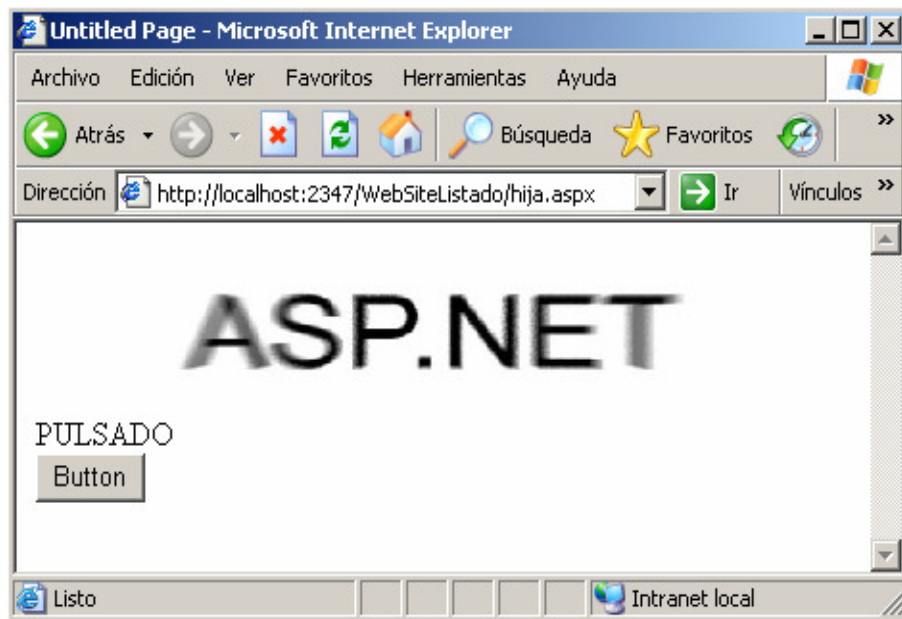 Untitled Page - Microsoft Internet Explorer
Archivo Edición Ver Favoritos Herramientas Ayuda
Atrás Búsqueda Favoritos »
Dirección http://localhost:2347/WebSiteListado/hija.aspx Ir Vínculos »
ASP.NET
PULSADO
Button
Listo Intranet local